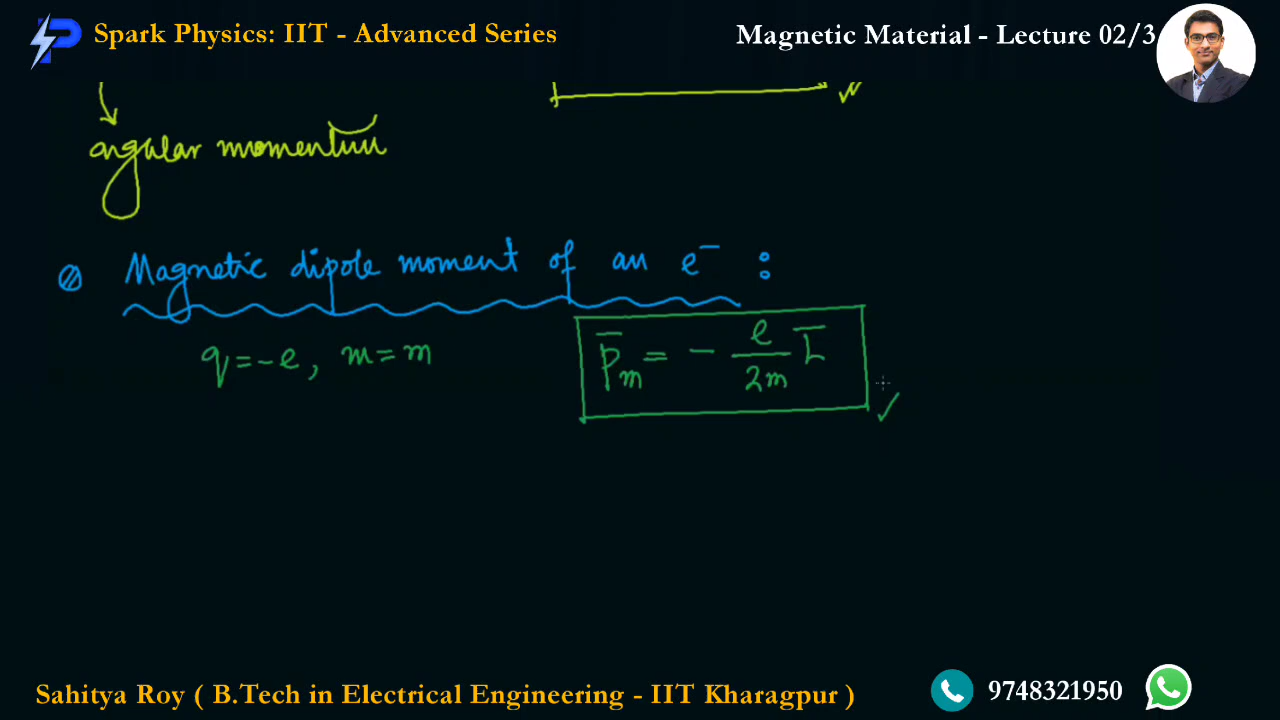 Spark Physics: IIT - Advanced Series
Magnetic Material - Lecture 02/3
angular momentum
Magnetic dipole moment of an e⁻ :
q = -e, m = m
p̅ₘ = - e/2m L̅
Sahitya Roy ( B.Tech in Electrical Engineering - IIT Kharagpur )
9748321950